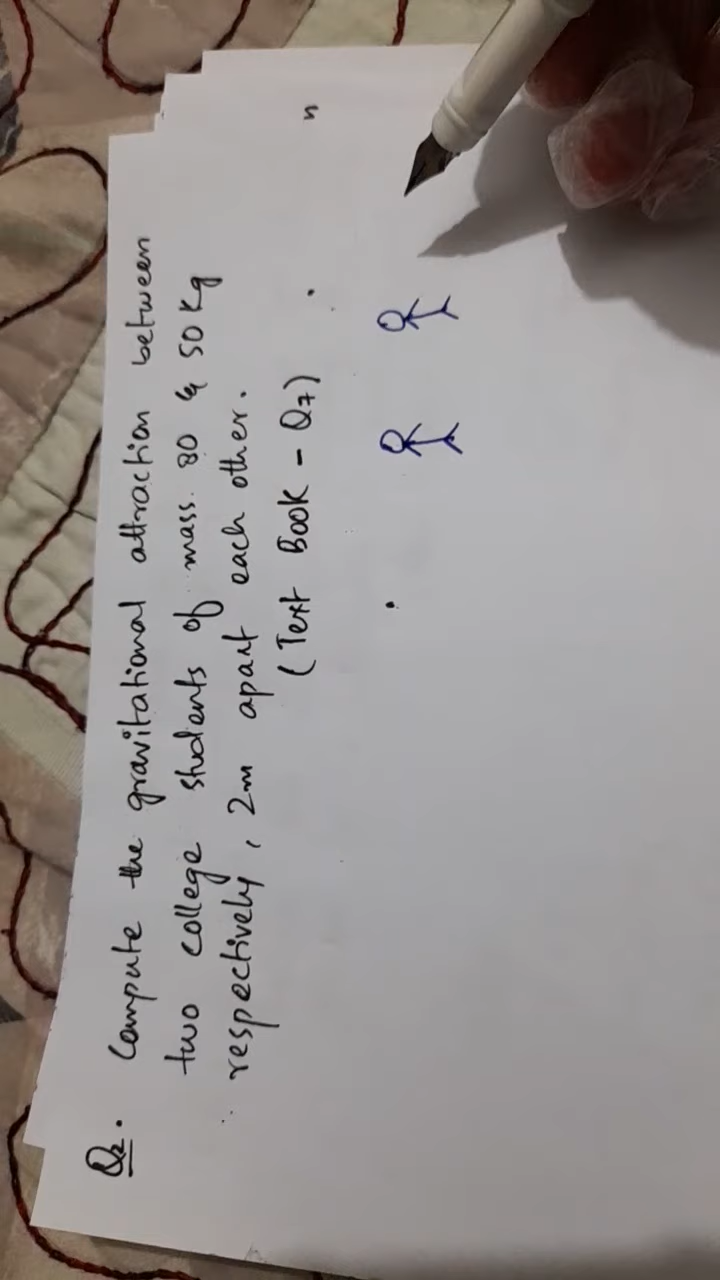 Q2. Compute the gravitational attraction between
two college students of mass. 80 & 50 Kg
respectively, 2m apart each other.
(Text Book - Q7)